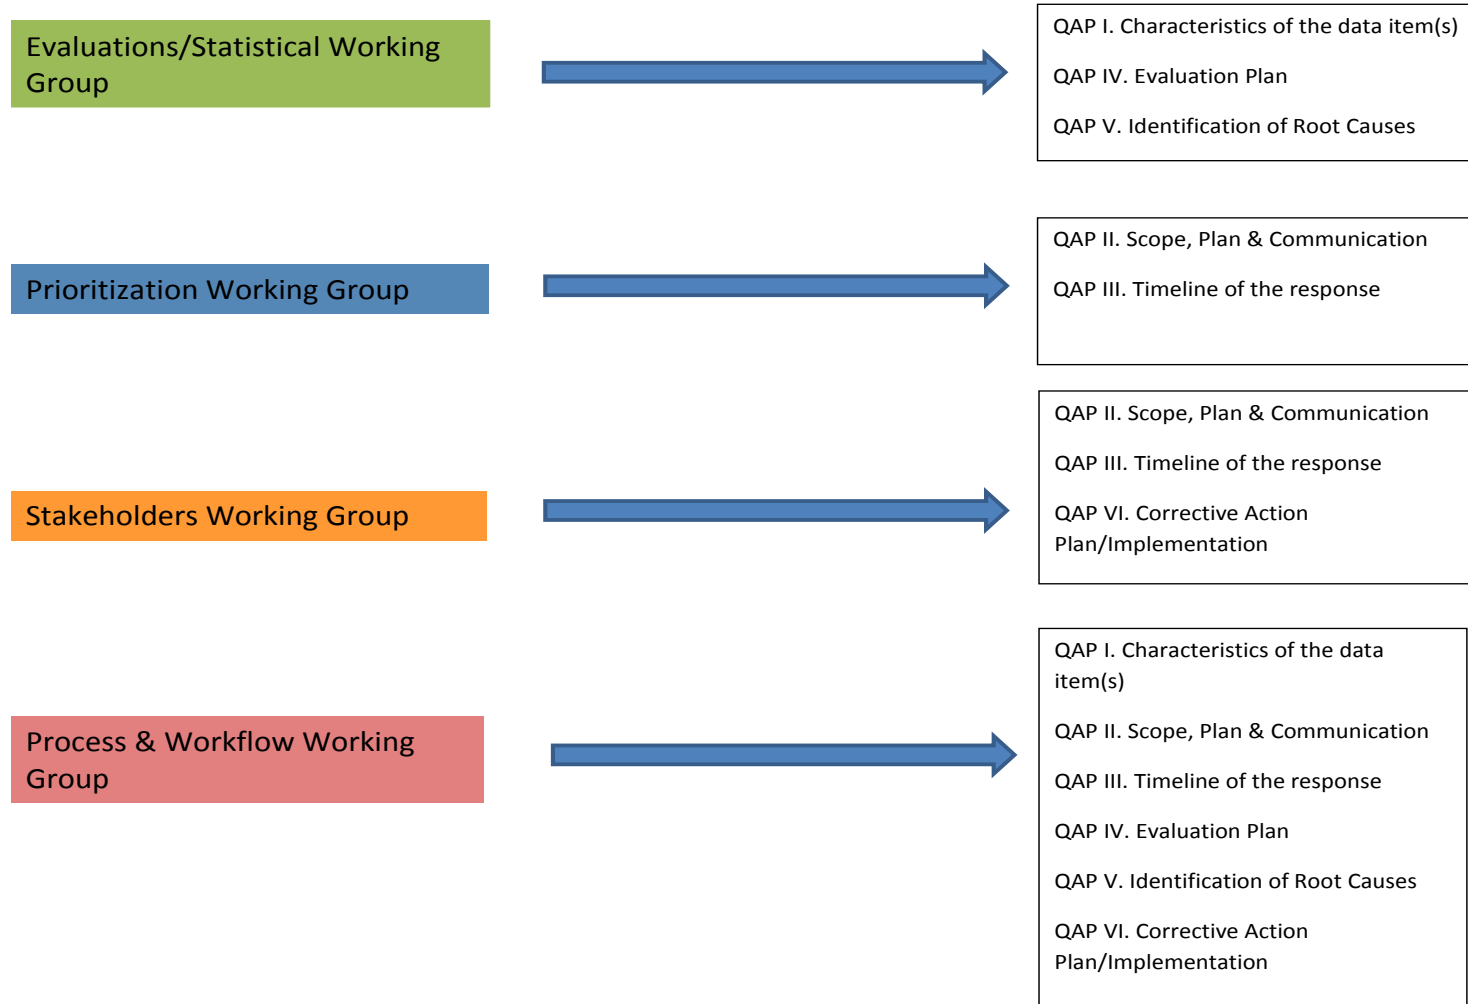 Evaluations/Statistical Working
Group
QAP I. Characteristics of the data item(s)
QAP IV. Evaluation Plan
QAP V. Identification of Root Causes
Prioritization Working Group
QAP II. Scope, Plan & Communication
QAP III. Timeline of the response
Stakeholders Working Group
QAP II. Scope, Plan & Communication
QAP III. Timeline of the response
QAP VI. Corrective Action
Plan/Implementation
Process & Workflow Working
Group
QAP I. Characteristics of the data
item(s)
QAP II. Scope, Plan & Communication
QAP III. Timeline of the response
QAP IV. Evaluation Plan
QAP V. Identification of Root Causes
QAP VI. Corrective Action
Plan/Implementation